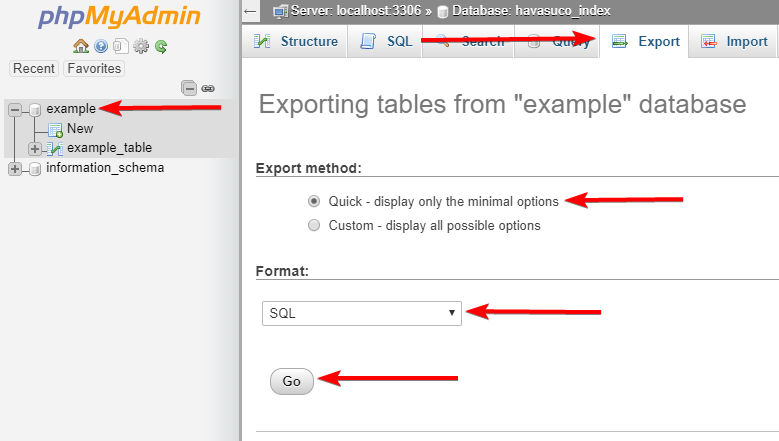 phpMyAdmin
Recent Favorites
example
New
example_table
information_schema
← Server: localhost:3306 » Database: havasuco_index
Structure SQL Search Query Export Import
Exporting tables from "example" database
Export method:
Quick - display only the minimal options
Custom - display all possible options
Format:
SQL
Go